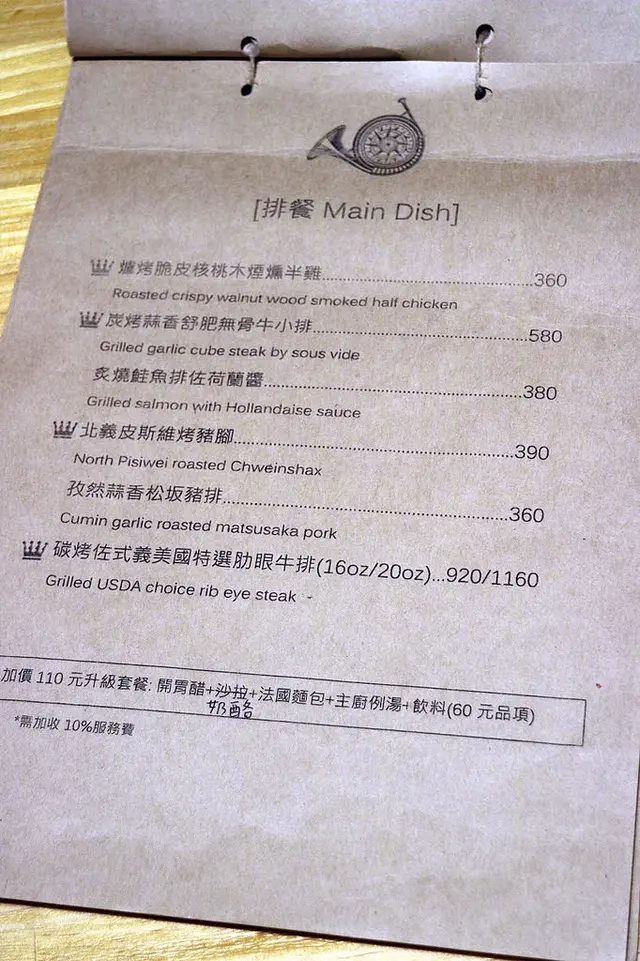 [排餐 Main Dish]
爐烤脆皮核桃木煙燻半雞..............................360
Roasted crispy walnut wood smoked half chicken
炭烤蒜香舒肥無骨牛小排..............................580
Grilled garlic cube steak by sous vide
炙燒鮭魚排佐荷蘭醬....................................380
Grilled salmon with Hollandaise sauce
北義皮斯維烤豬腳.......................................390
North Pisiwei roasted Chweinshax
孜然蒜香松坂豬排.......................................360
Cumin garlic roasted matsusaka pork
碳烤佐式義美國特選肋眼牛排(16oz/20oz)...920/1160
Grilled USDA choice rib eye steak
加價 110 元升級套餐: 開胃醋+沙拉+法國麵包+主廚例湯+飲料(60 元品項)
奶酪
*需加收 10%服務費